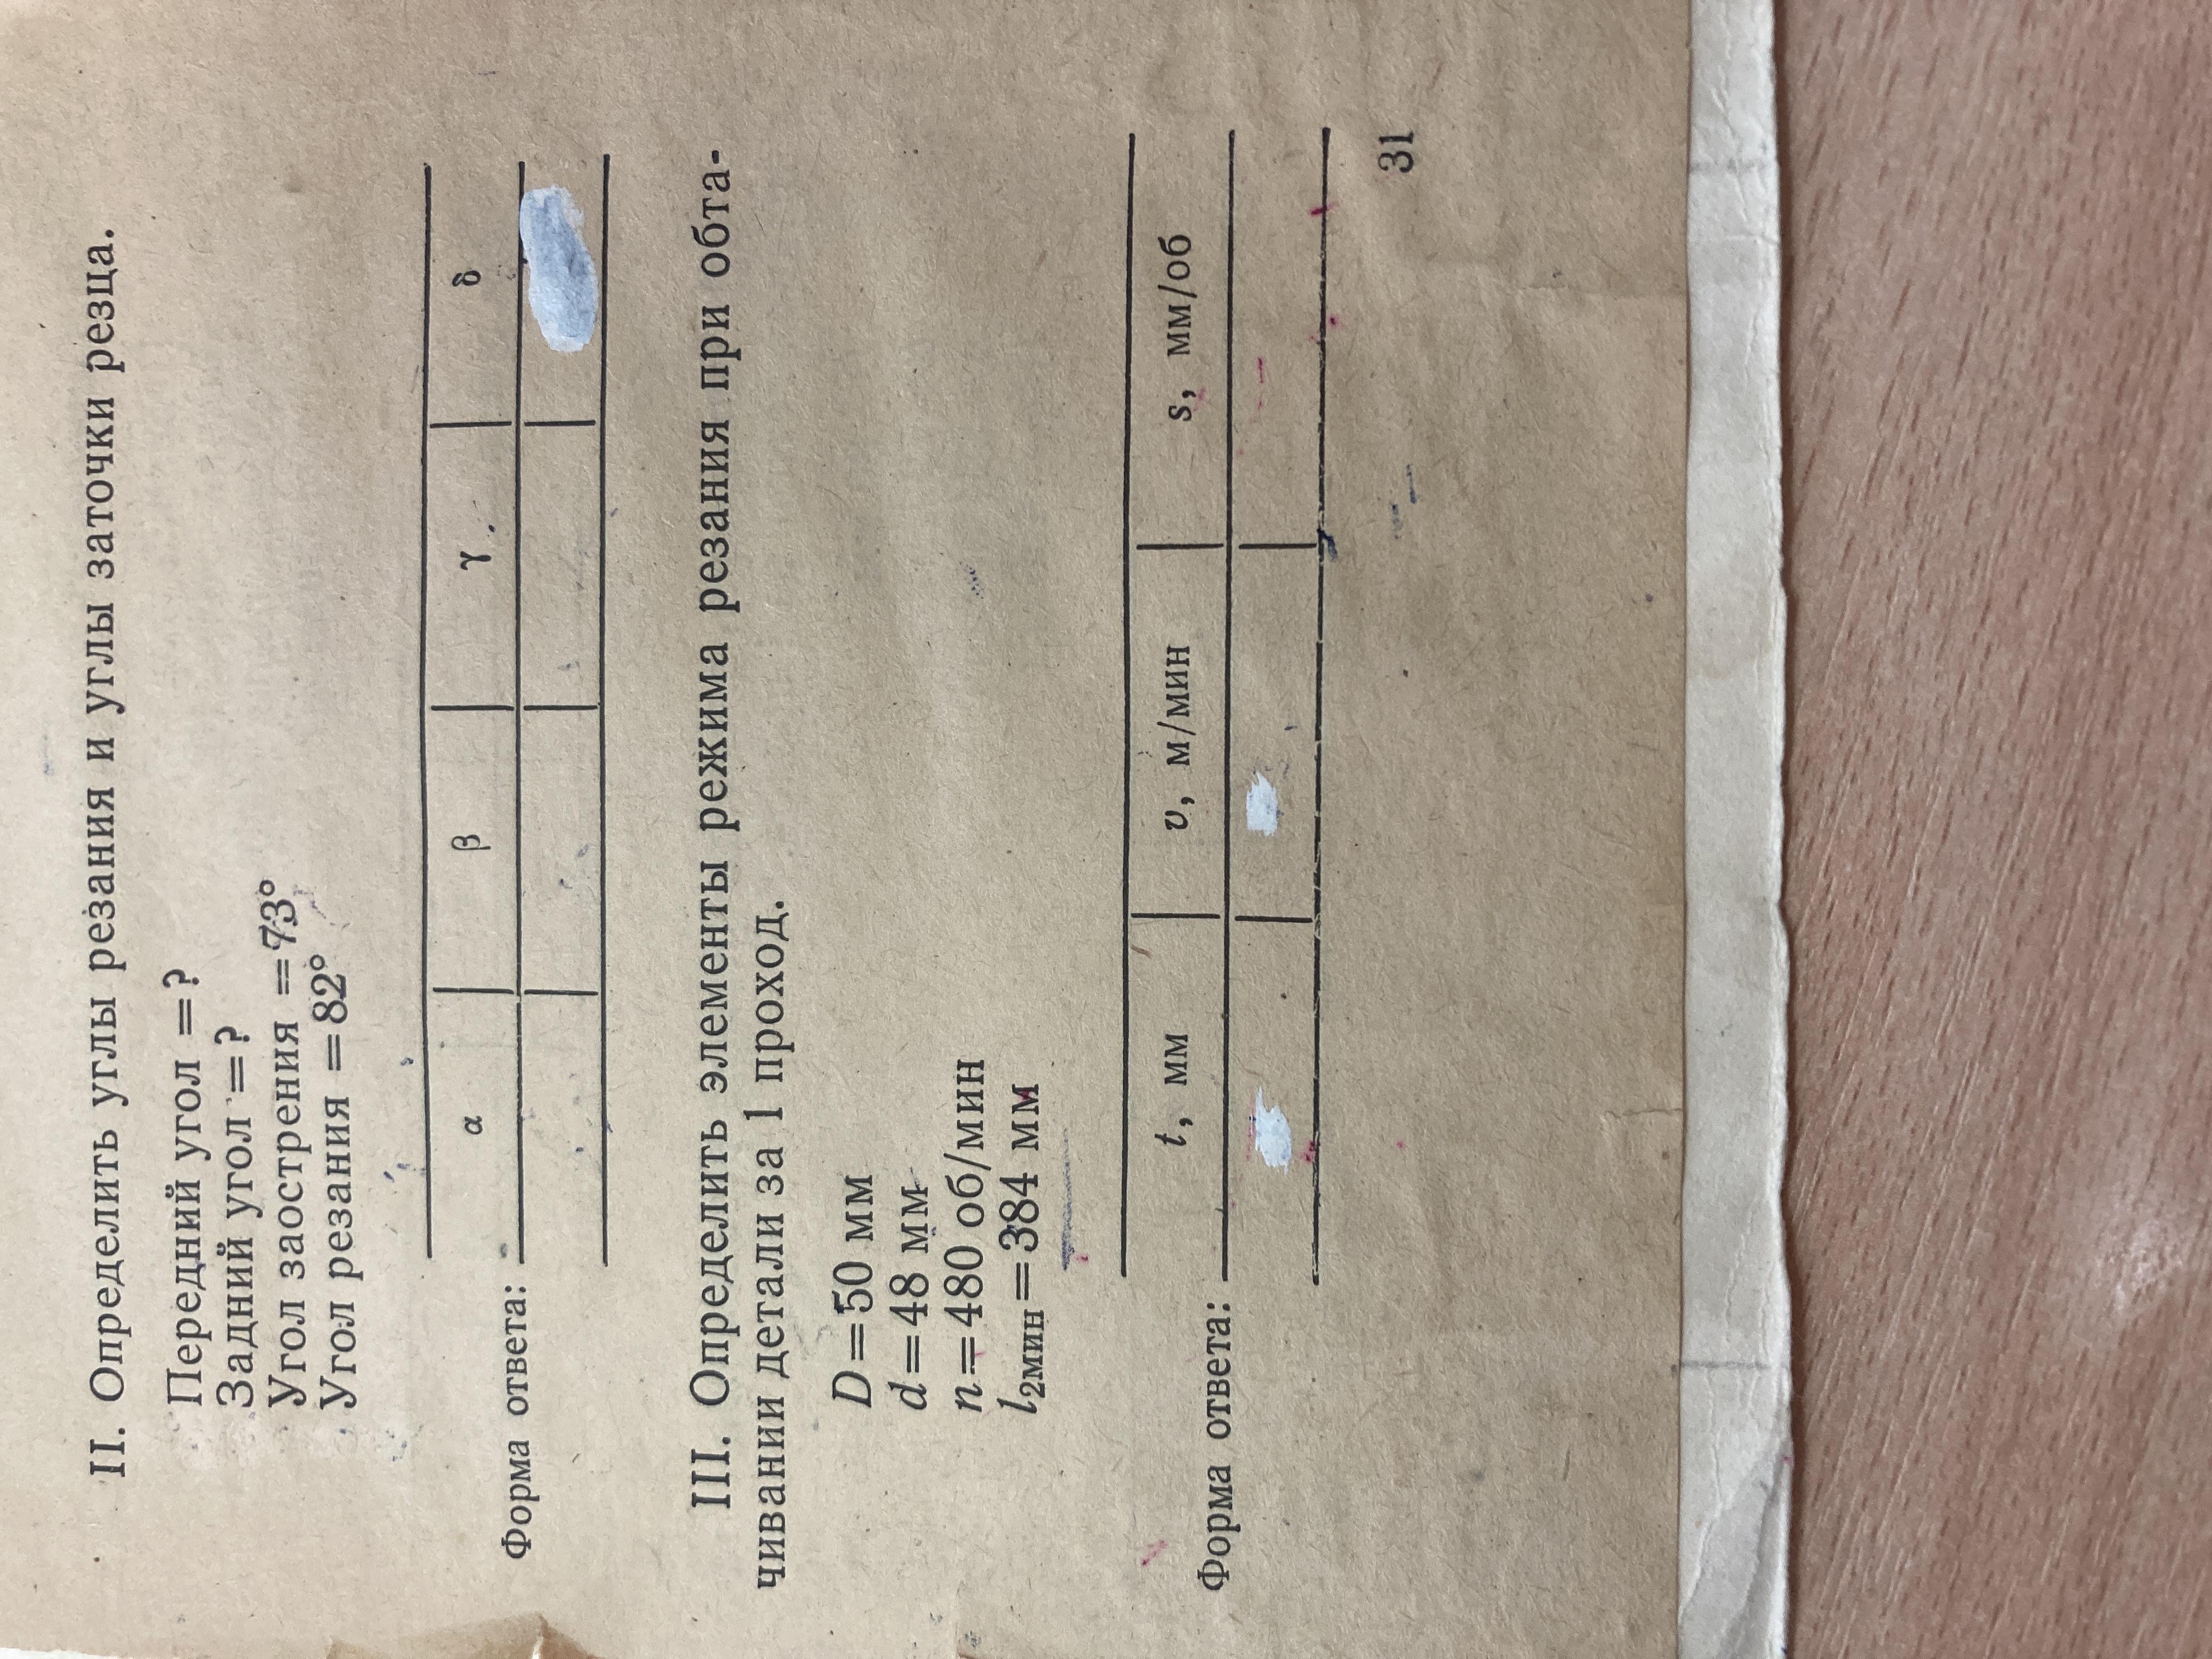 II. Определить углы резания и углы заточки резца.
Передний угол =?
Задний угол =?
Угол заострения =73°
Угол резания =82°
Форма ответа:
α β γ δ
III. Определить элементы режима резания при обта-
чивании детали за 1 проход.
D=50 мм
d=48 мм
n=480 об/мин
l2мин=384 мм
Форма ответа:
t, мм v, м/мин s, мм/об
31